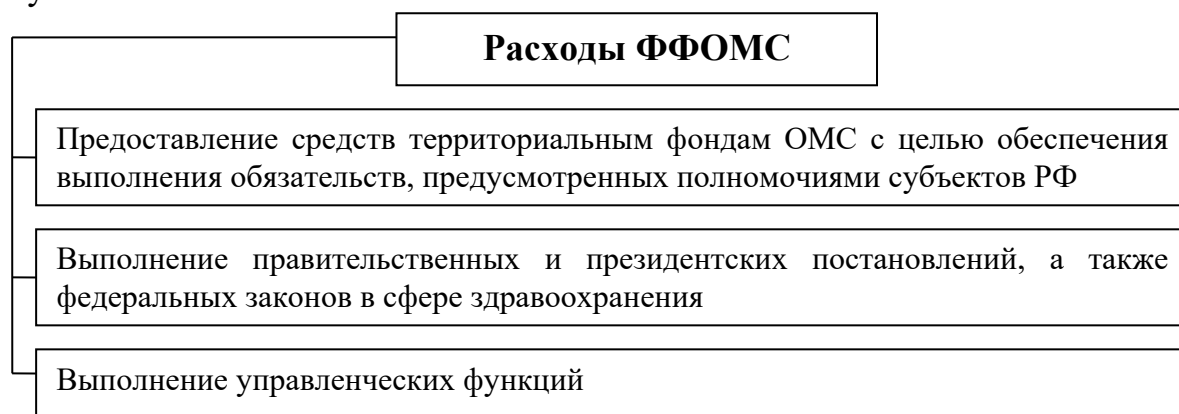 Расходы ФФОМС
Предоставление средств территориальным фондам ОМС с целью обеспечения
выполнения обязательств, предусмотренных полномочиями субъектов РФ
Выполнение правительственных и президентских постановлений, а также
федеральных законов в сфере здравоохранения
Выполнение управленческих функций